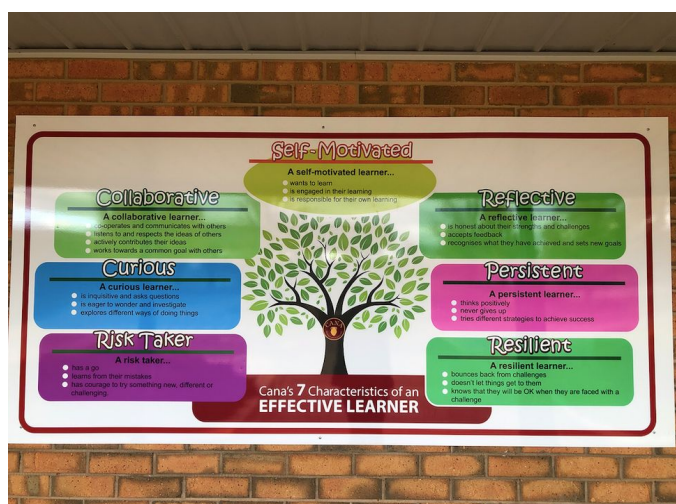 Self-Motivated
A self-motivated learner...
wants to learn
is engaged in their learning
is responsible for their own learning
Collaborative
A collaborative learner...
co-operates and communicates with others
listens to and respects the ideas of others
actively contributes their ideas
works towards a common goal with others
Curious
A curious learner...
is inquisitive and asks questions
is eager to wonder and investigate
explores different ways of doing things
Risk Taker
A risk taker...
has a go
learns from their mistakes
has courage to try something new, different or
challenging.
Reflective
A reflective learner...
is honest about their strengths and challenges
accepts feedback
recognises what they have achieved and sets new goals
Persistent
A persistent learner...
thinks positively
never gives up
tries different strategies to achieve success
Resilient
A resilient learner...
bounces back from challenges
doesn't let things get to them
knows that they will be OK when they are faced with a
challenge
CANA
Cana's 7 Characteristics of an
EFFECTIVE LEARNER